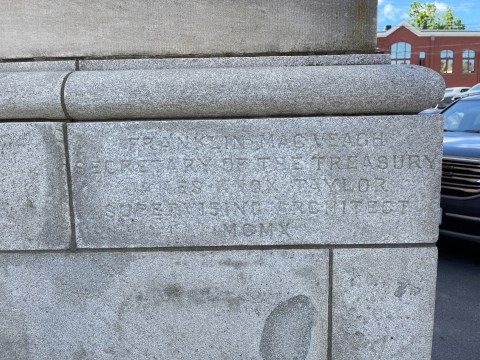 FRANKLIN MACVEAGH
SECRETARY OF THE TREASURY
JAMES KNOX TAYLOR
SUPERVISING ARCHITECT
MCMX